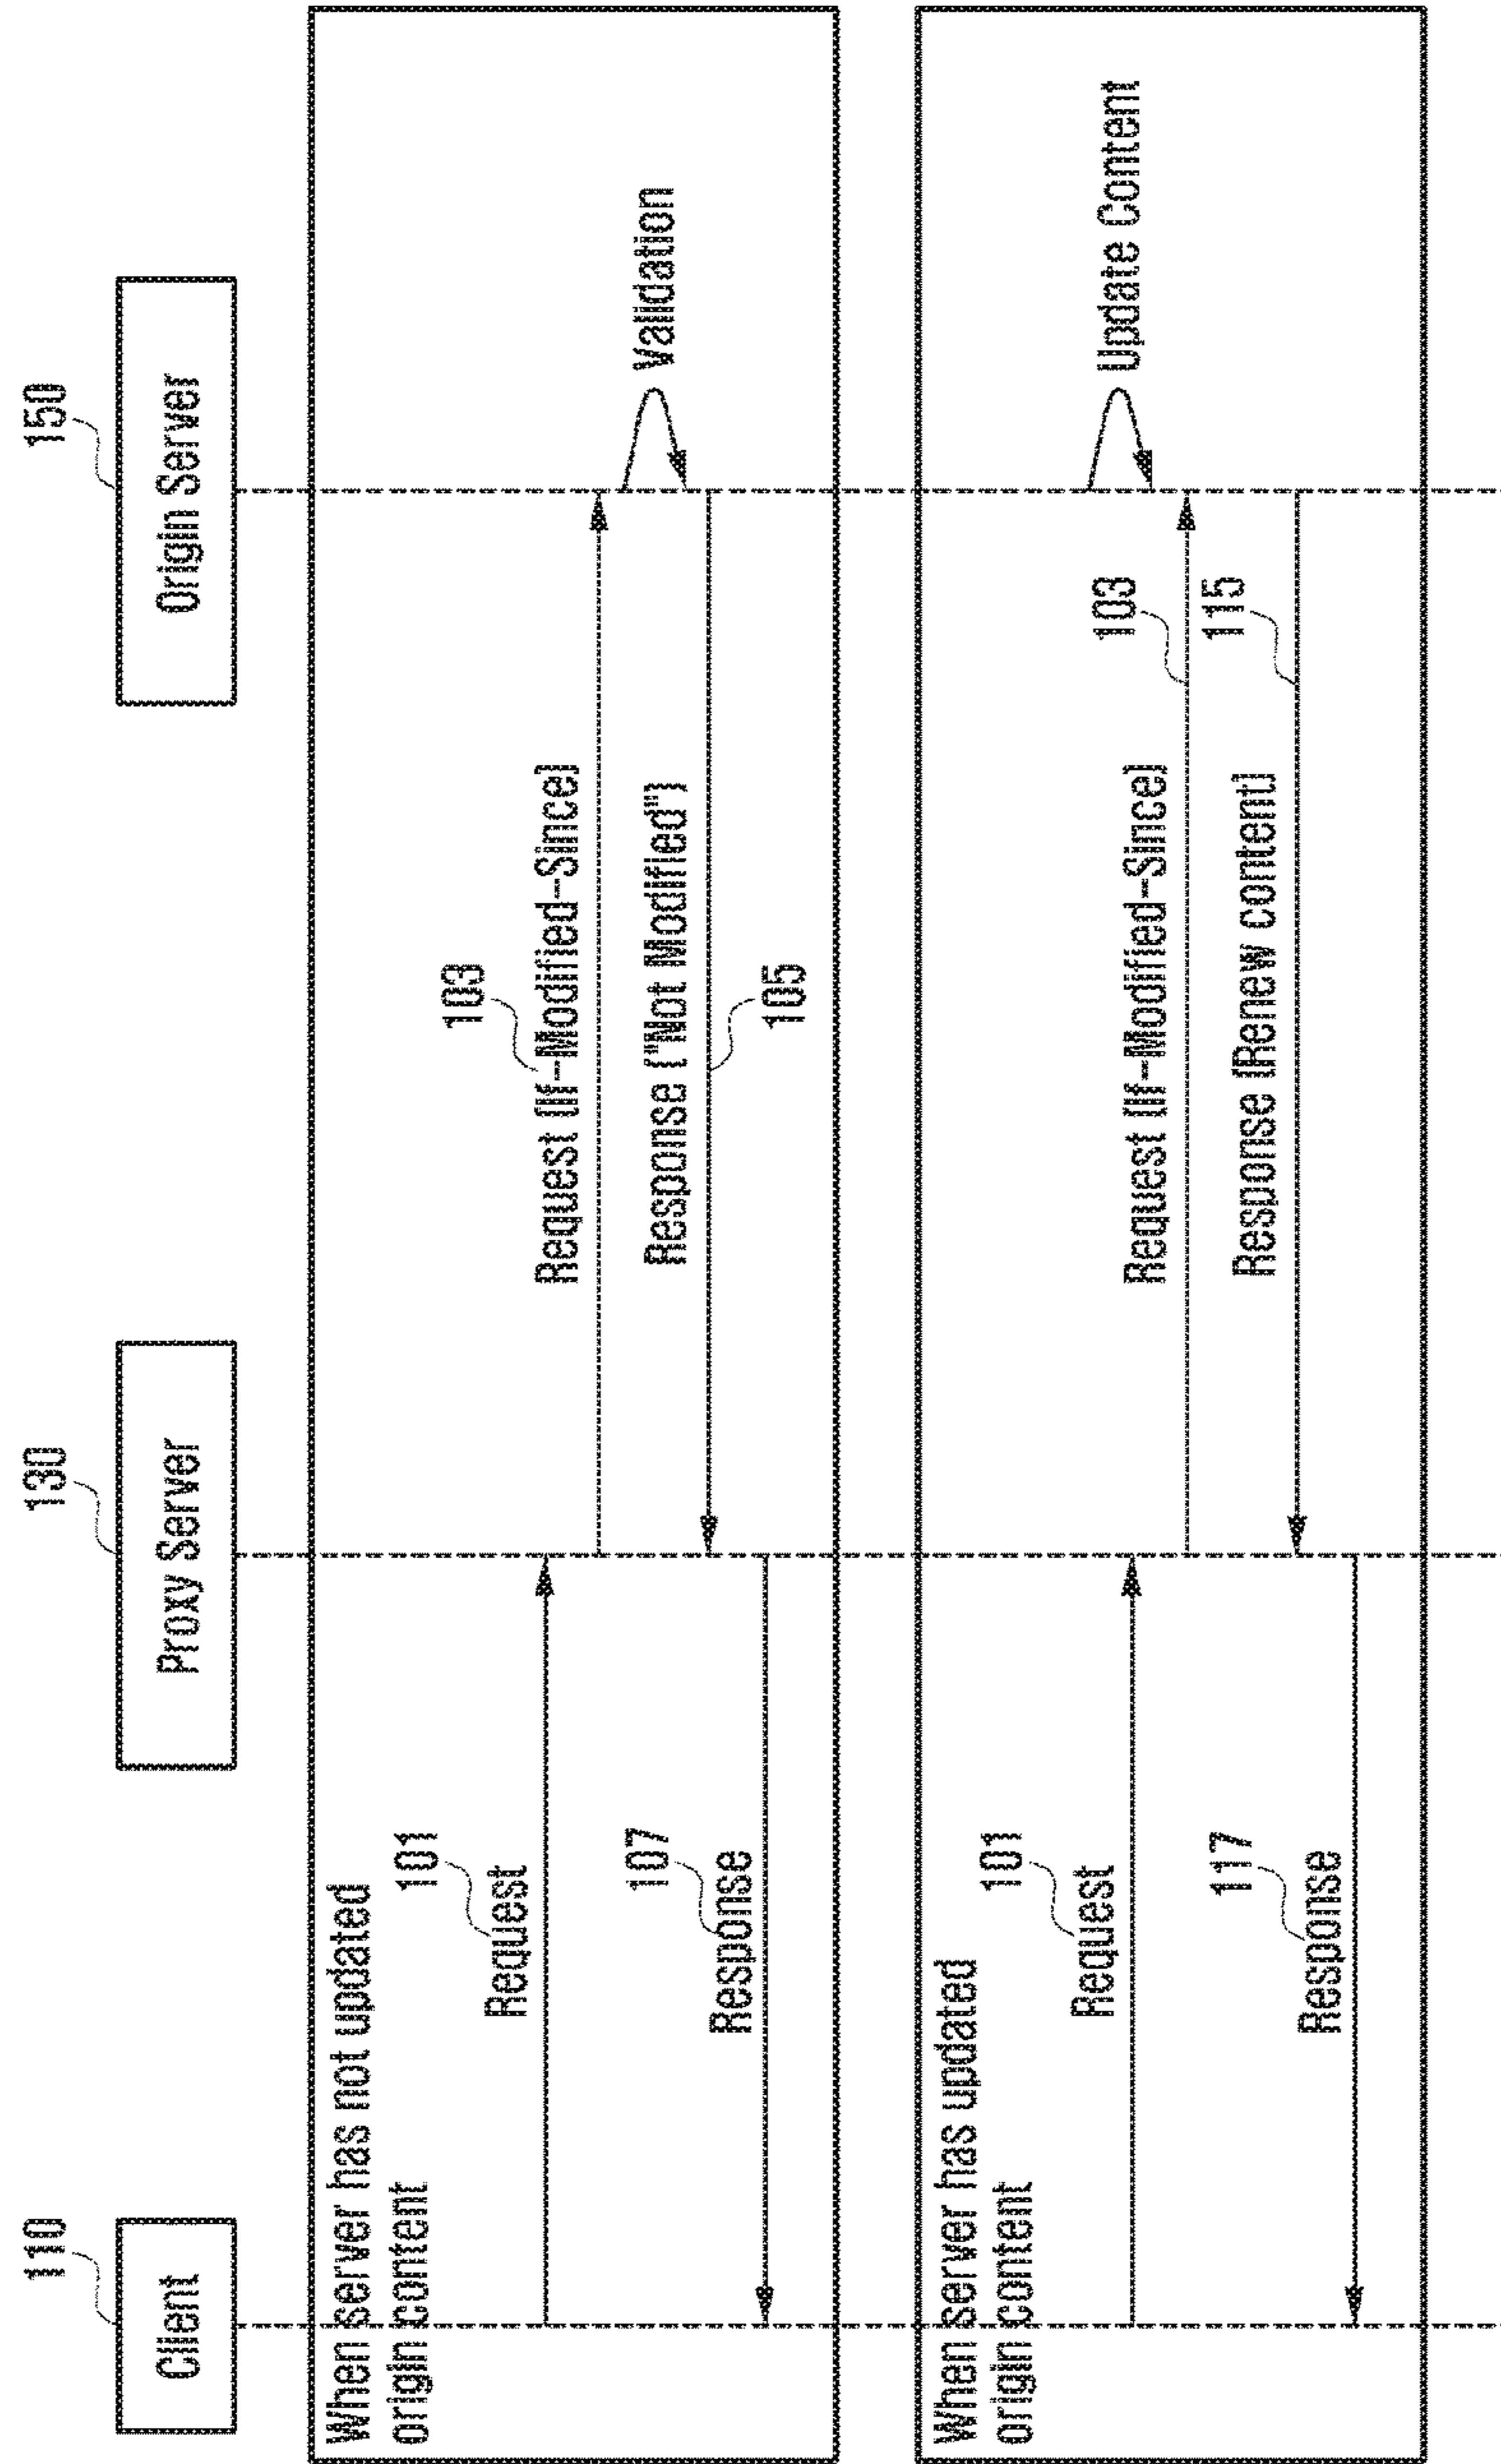 110
Client
130
Proxy Server
150
Origin Server
When server has not updated
origin content
101
Request
103
Request (If-Modified-Since)
Validation
Response ("Not Modified")
105
107
Response
When server has updated
origin content
Update Content
101
Request
103
Request (If-Modified-Since)
115
Response (Renew content)
117
Response